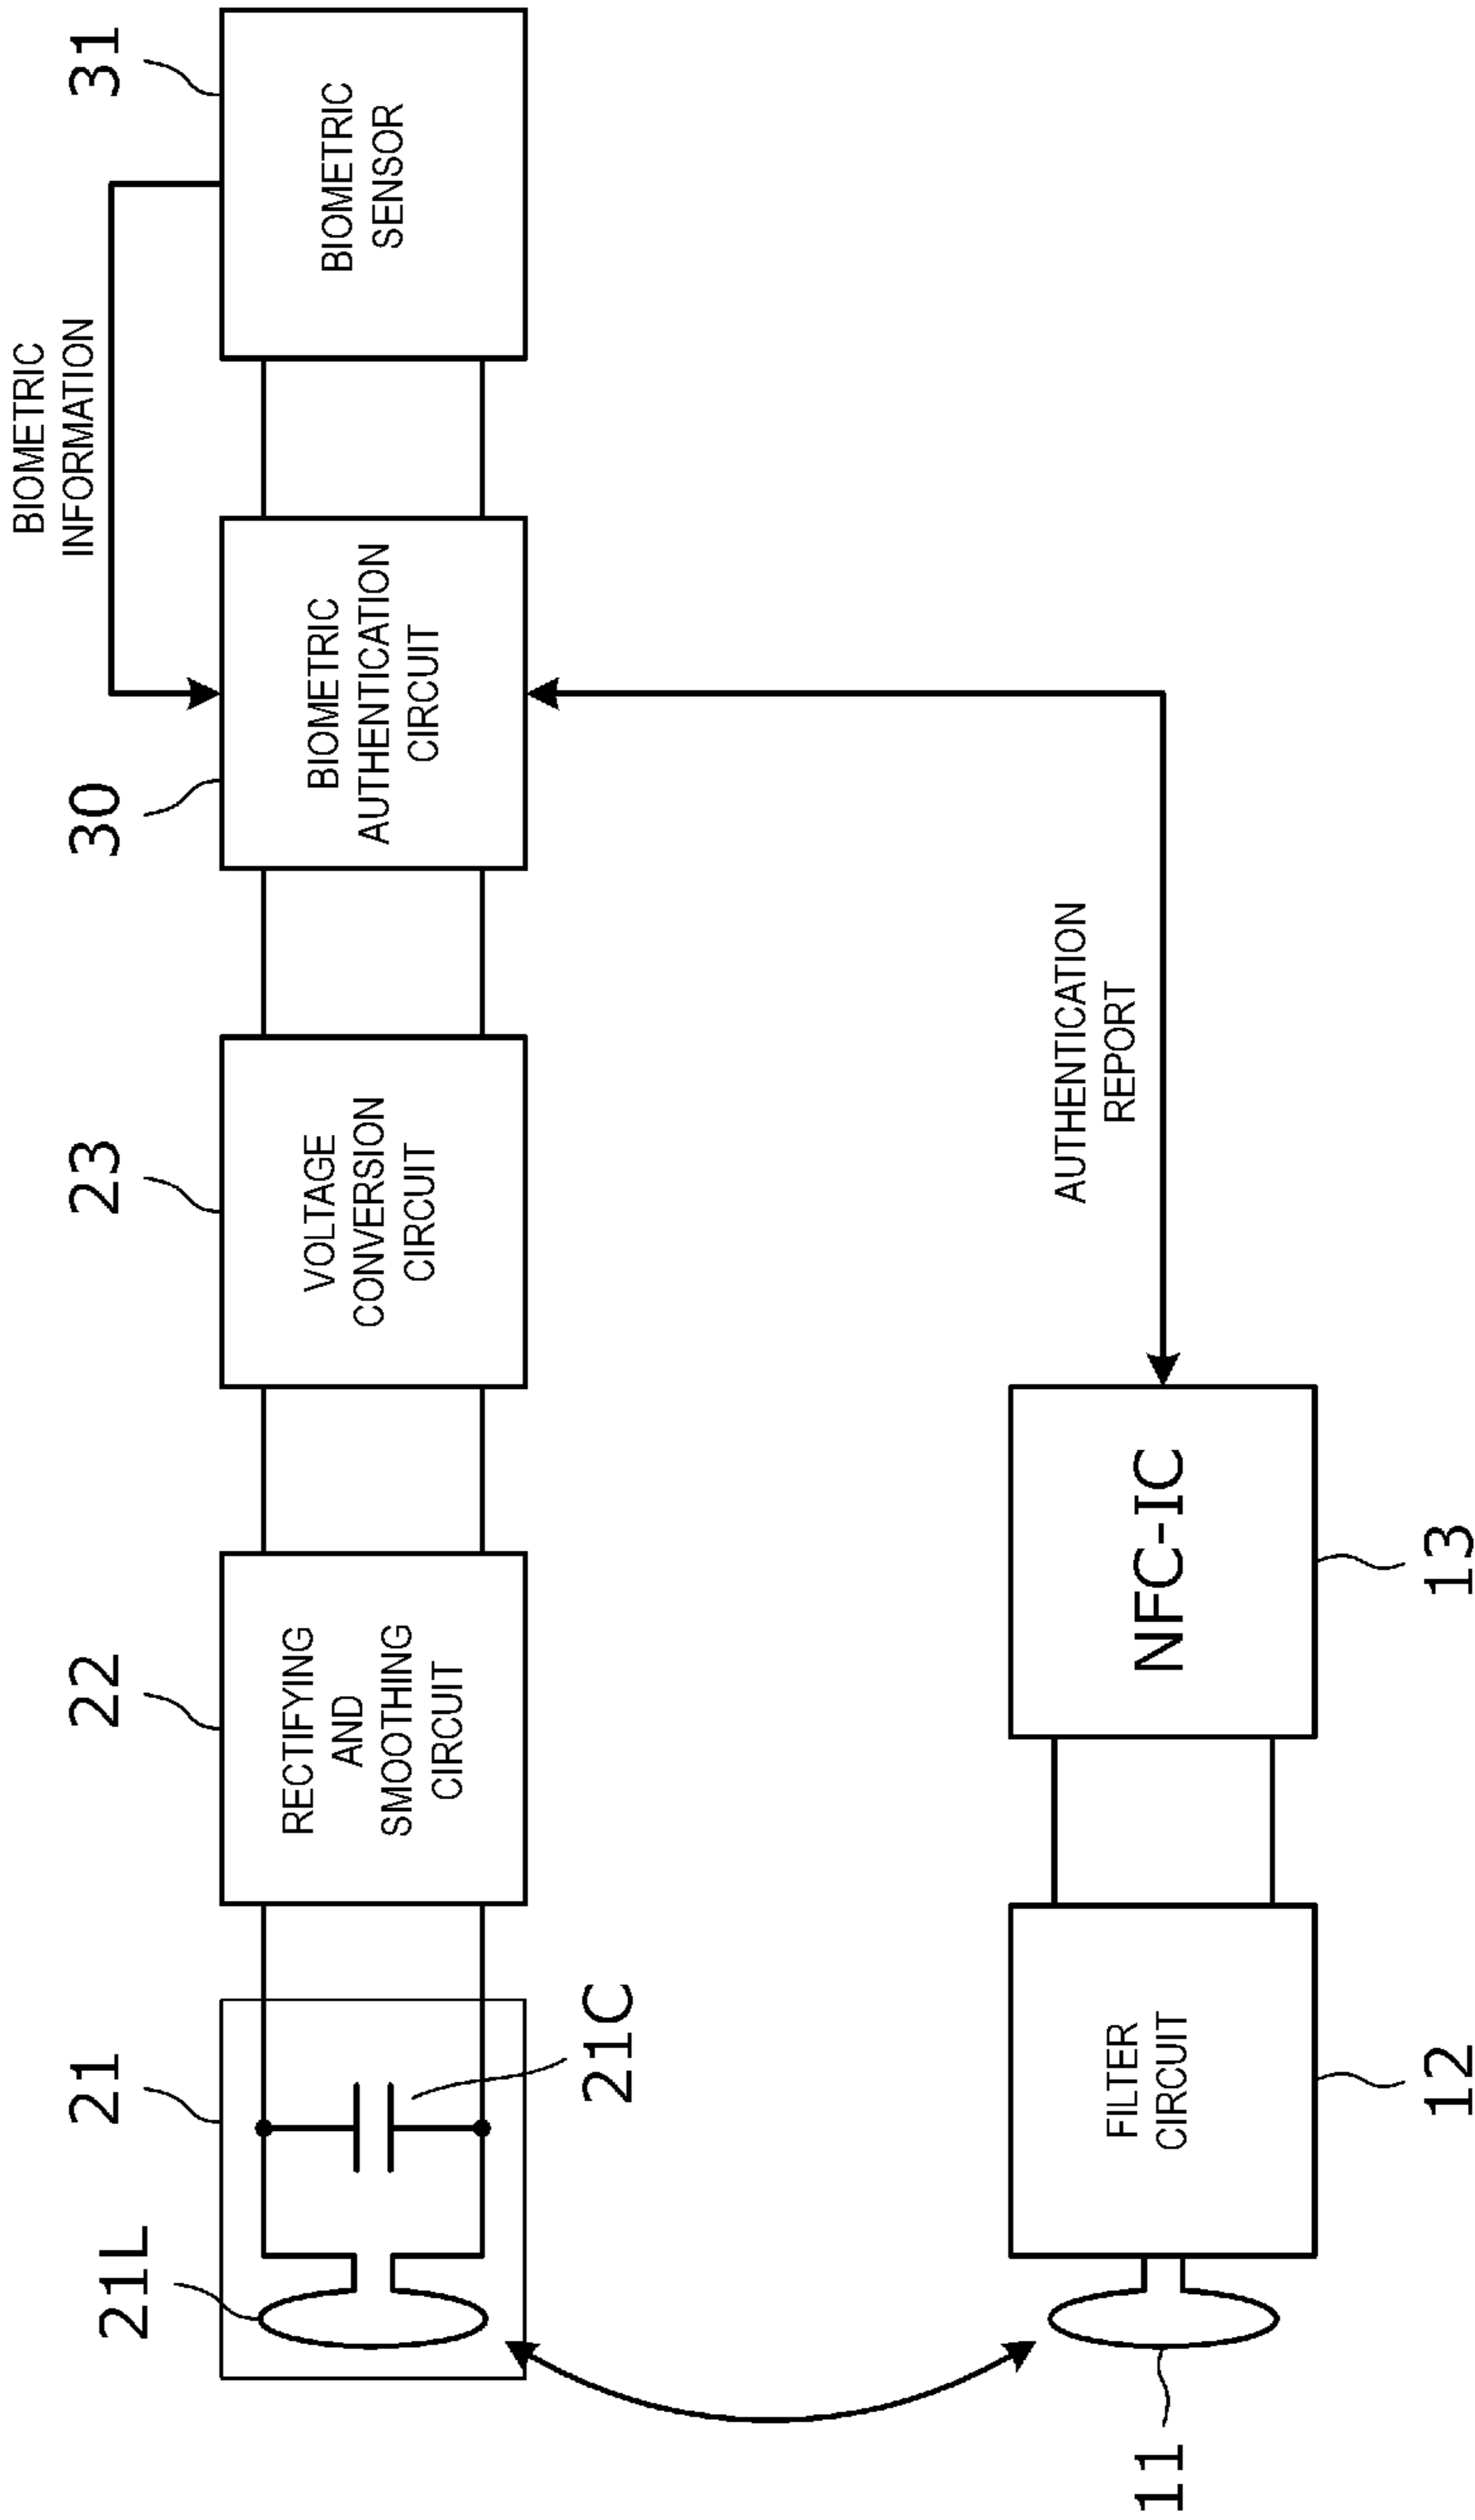 BIOMETRIC
INFORMATION
21L
21
22
23
30
31
21C
RECTIFYING
AND
SMOOTHING
CIRCUIT
VOLTAGE
CONVERSION
CIRCUIT
BIOMETRIC
AUTHENTICATION
CIRCUIT
BIOMETRIC
SENSOR
AUTHENTICATION
REPORT
11
FILTER
CIRCUIT
NFC-IC
12
13